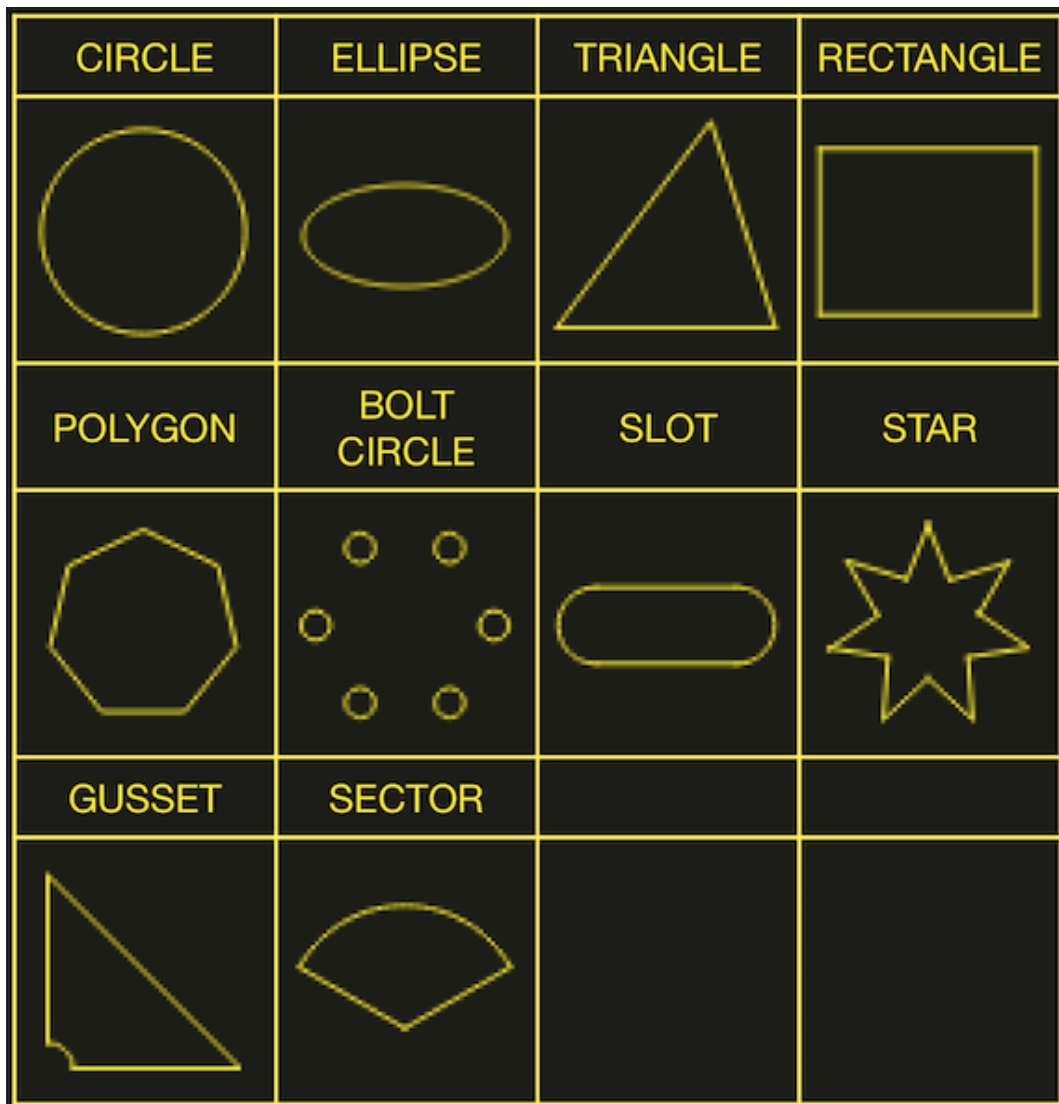 CIRCLE
ELLIPSE
TRIANGLE
RECTANGLE
POLYGON
BOLT
CIRCLE
SLOT
STAR
GUSSET
SECTOR